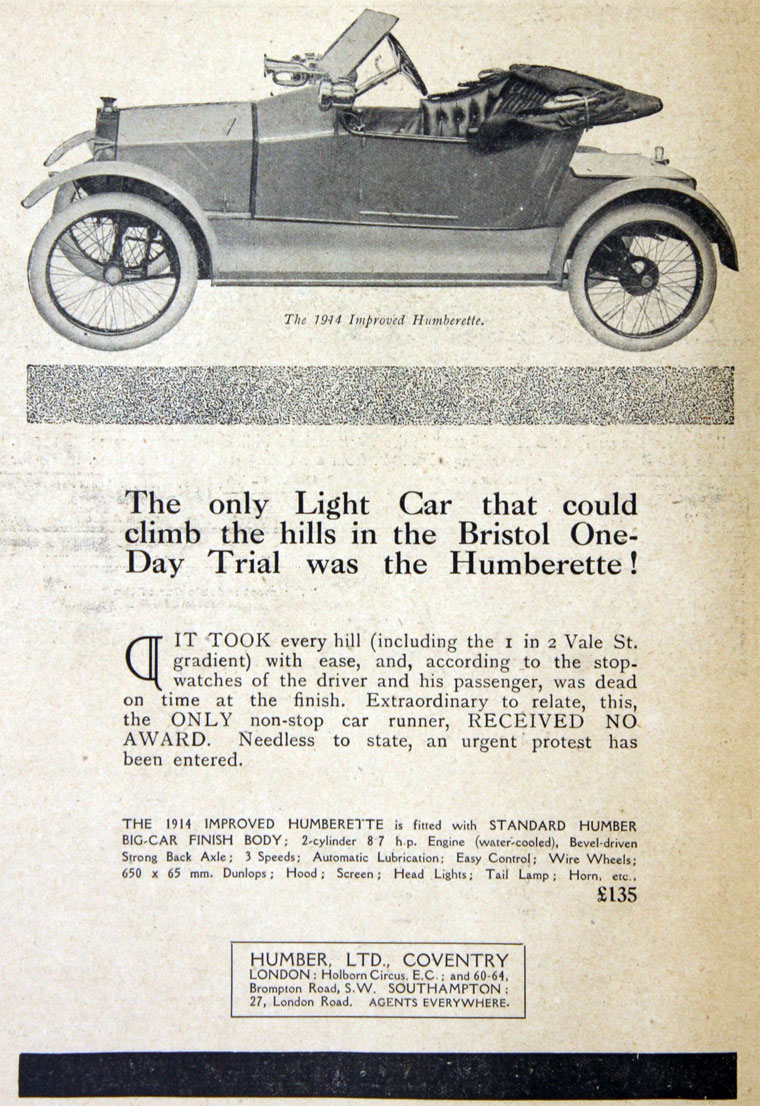 The 1914 Improved Humberette.
The only Light Car that could
climb the hills in the Bristol One-
Day Trial was the Humberette!
IT TOOK every hill (including the 1 in 2 Vale St.
gradient) with ease, and, according to the stop-
watches of the driver and his passenger, was dead
on time at the finish. Extraordinary to relate, this,
the ONLY non-stop car runner, RECEIVED NO
AWARD. Needless to state, an urgent protest has
been entered.
THE 1914 IMPROVED HUMBERETTE is fitted with STANDARD HUMBER
BIG-CAR FINISH BODY; 2-cylinder 8·7 h.p. Engine (water-cooled), Bevel-driven
Strong Back Axle; 3 Speeds; Automatic Lubrication; Easy Control; Wire Wheels;
650 x 65 mm. Dunlops; Hood; Screen; Head Lights; Tail Lamp; Horn, etc.,
£135
HUMBER, LTD., COVENTRY
LONDON: Holborn Circus, E.C.; and 60-64,
Brompton Road, S.W. SOUTHAMPTON:
27, London Road. AGENTS EVERYWHERE.